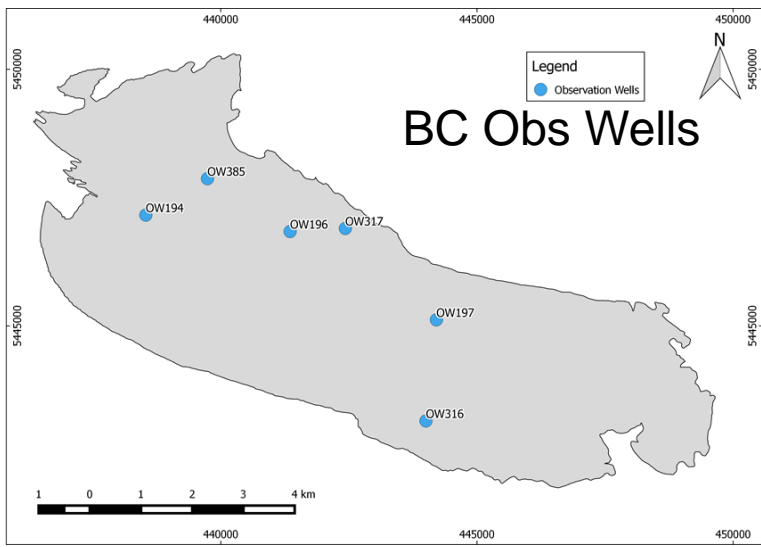 440000 445000 450000
5450000 5450000
N
Legend
Observation Wells
BC Obs Wells
OW385
OW194
OW196 OW317
OW197
5445000 5445000
OW316
1 0 1 2 3 4 km
440000 445000 450000